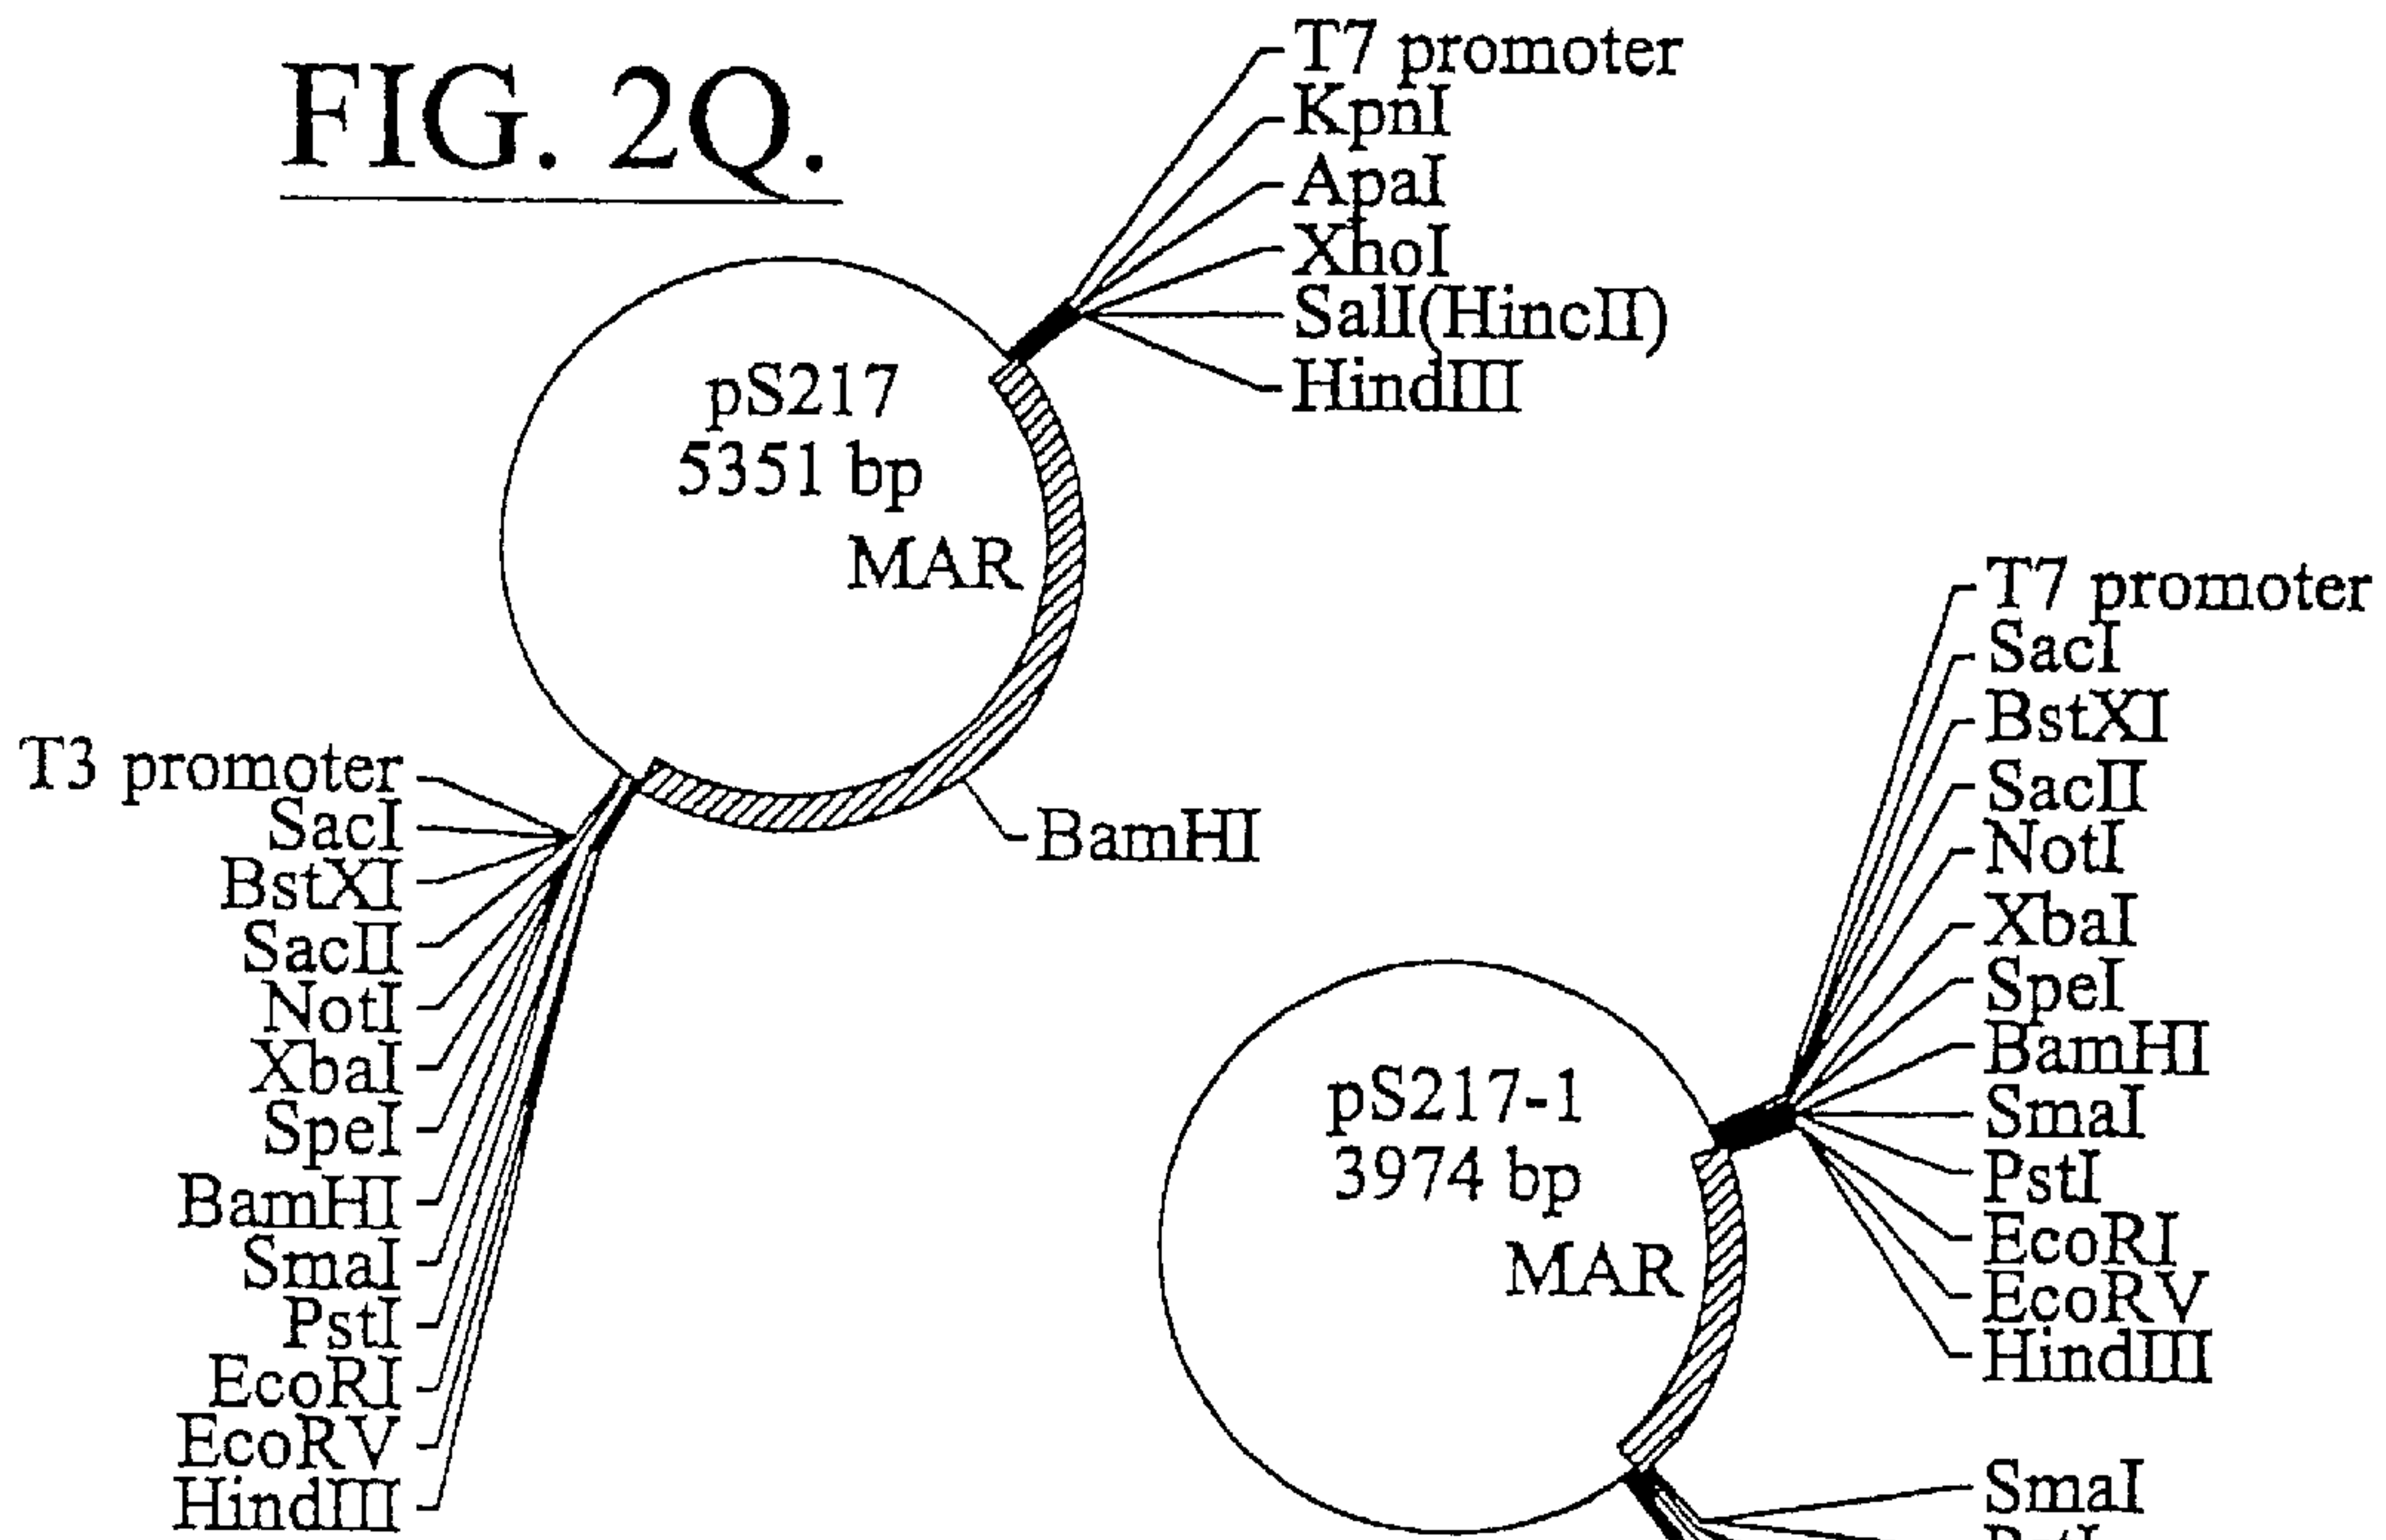 FIG. 2Q.
T7 promoter
KpnI
ApaI
XhoI
SalI(HincII)
HindIII
pS217
5351 bp
MAR
BamHI
T3 promoter
SacI
BstXI
SacII
NotI
XbaI
SpeI
BamHI
SmaI
PstI
EcoRI
EcoRV
HindIII
T7 promoter
SacI
BstXI
SacII
NotI
XbaI
SpeI
BamHI
SmaI
PstI
EcoRI
EcoRV
HindIII
pS217-1
3974 bp
MAR
SmaI